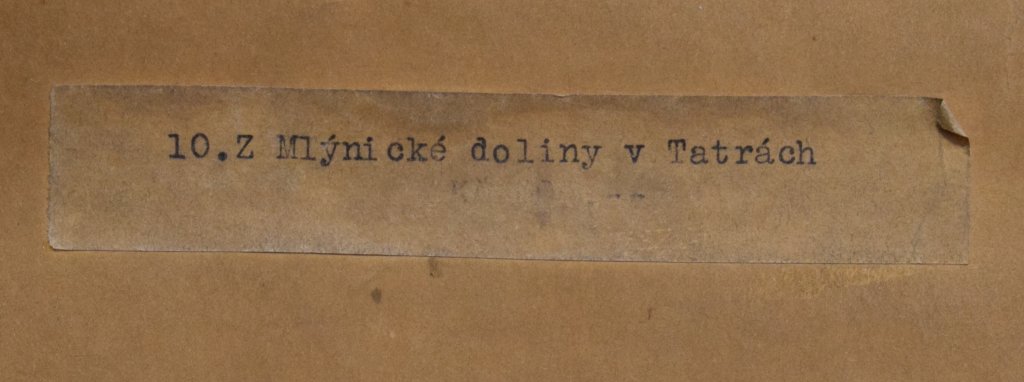 10.Z Mlýnické doliny v Tatrách